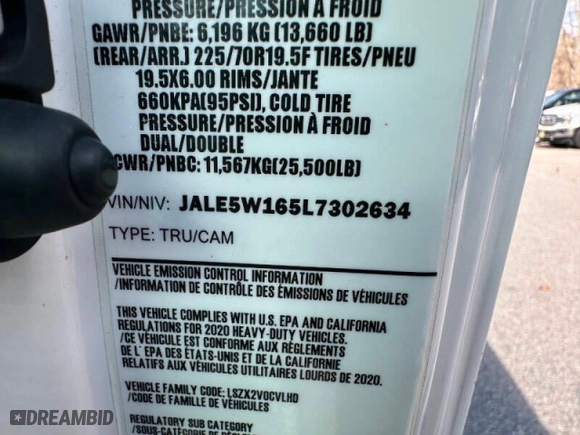 PRESSURE/PRESSION À FROID
GAWR/PNBE: 6,196 KG (13,660 LB)
(REAR/ARR.) 225/70R19.5F TIRES/PNEU
19.5X6.00 RIMS/JANTE
660KPA(95PSI), COLD TIRE
PRESSURE/PRESSION À FROID
DUAL/DOUBLE
CWR/PNBC: 11,567KG(25,500LB)
VIN/NIV: JALE5W165L7302634
TYPE: TRU/CAM
VEHICLE EMISSION CONTROL INFORMATION
/INFORMATION DE CONTRÔLE DES ÉMISSIONS DE VÉHICULES
THIS VEHICLE COMPLIES WITH U.S. EPA AND CALIFORNIA
REGULATIONS FOR 2020 HEAVY-DUTY VEHICLES.
/CE VÉHICULE EST CONFORME AUX RÈGLEMENTS
DE L' EPA DES ÉTATS-UNIS ET DE LA CALIFORNIE
RELATIFS AUX VÉHICULES UTILITAIRES LOURDS DE 2020.
VEHICLE FAMILY CODE: LSZX2VOCVLHD
/CODE DE FAMILLE DE VÉHICULES
REGULATORY SUB CATEGORY
/SOUS-CATÉGORIE DE
DREAMBID